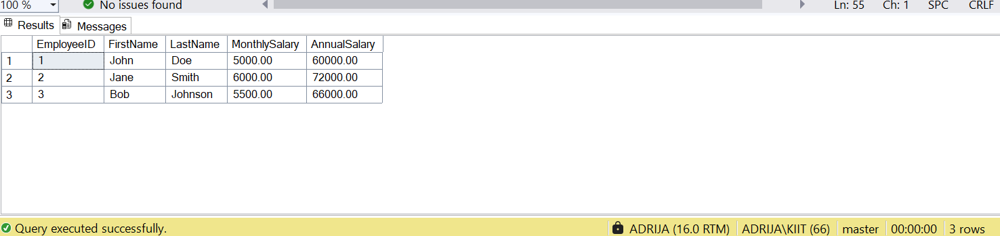 100 % No issues found Ln: 55 Ch: 1 SPC CRLF
Results Messages
EmployeeID FirstName LastName MonthlySalary AnnualSalary
1 1 John Doe 5000.00 60000.00
2 2 Jane Smith 6000.00 72000.00
3 3 Bob Johnson 5500.00 66000.00
Query executed successfully. ADRIJA (16.0 RTM) ADRIJA\KIIT (66) master 00:00:00 3 rows